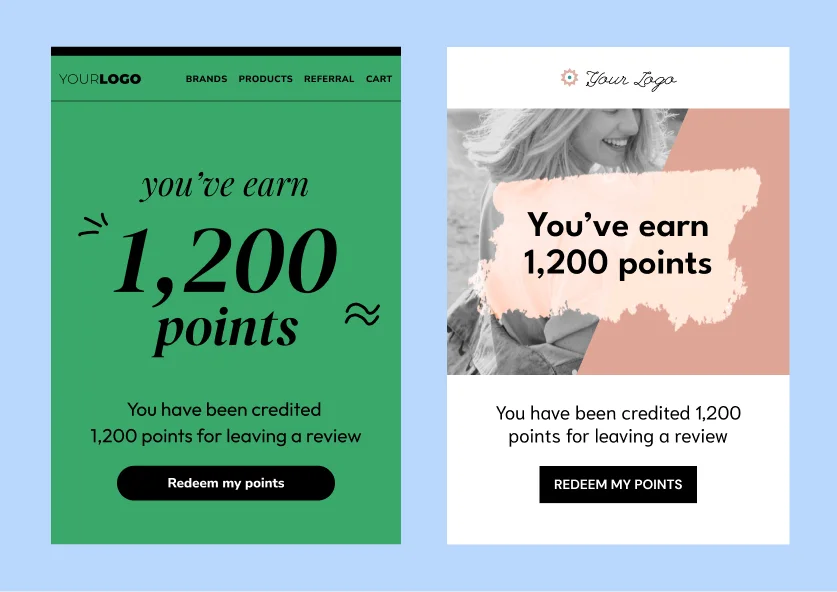 YOURLOGO
BRANDS PRODUCTS REFERRAL CART
you’ve earn
1,200
points
You have been credited
1,200 points for leaving a review
Redeem my points
Your Logo
You’ve earn
1,200 points
You have been credited 1,200
points for leaving a review
REDEEM MY POINTS